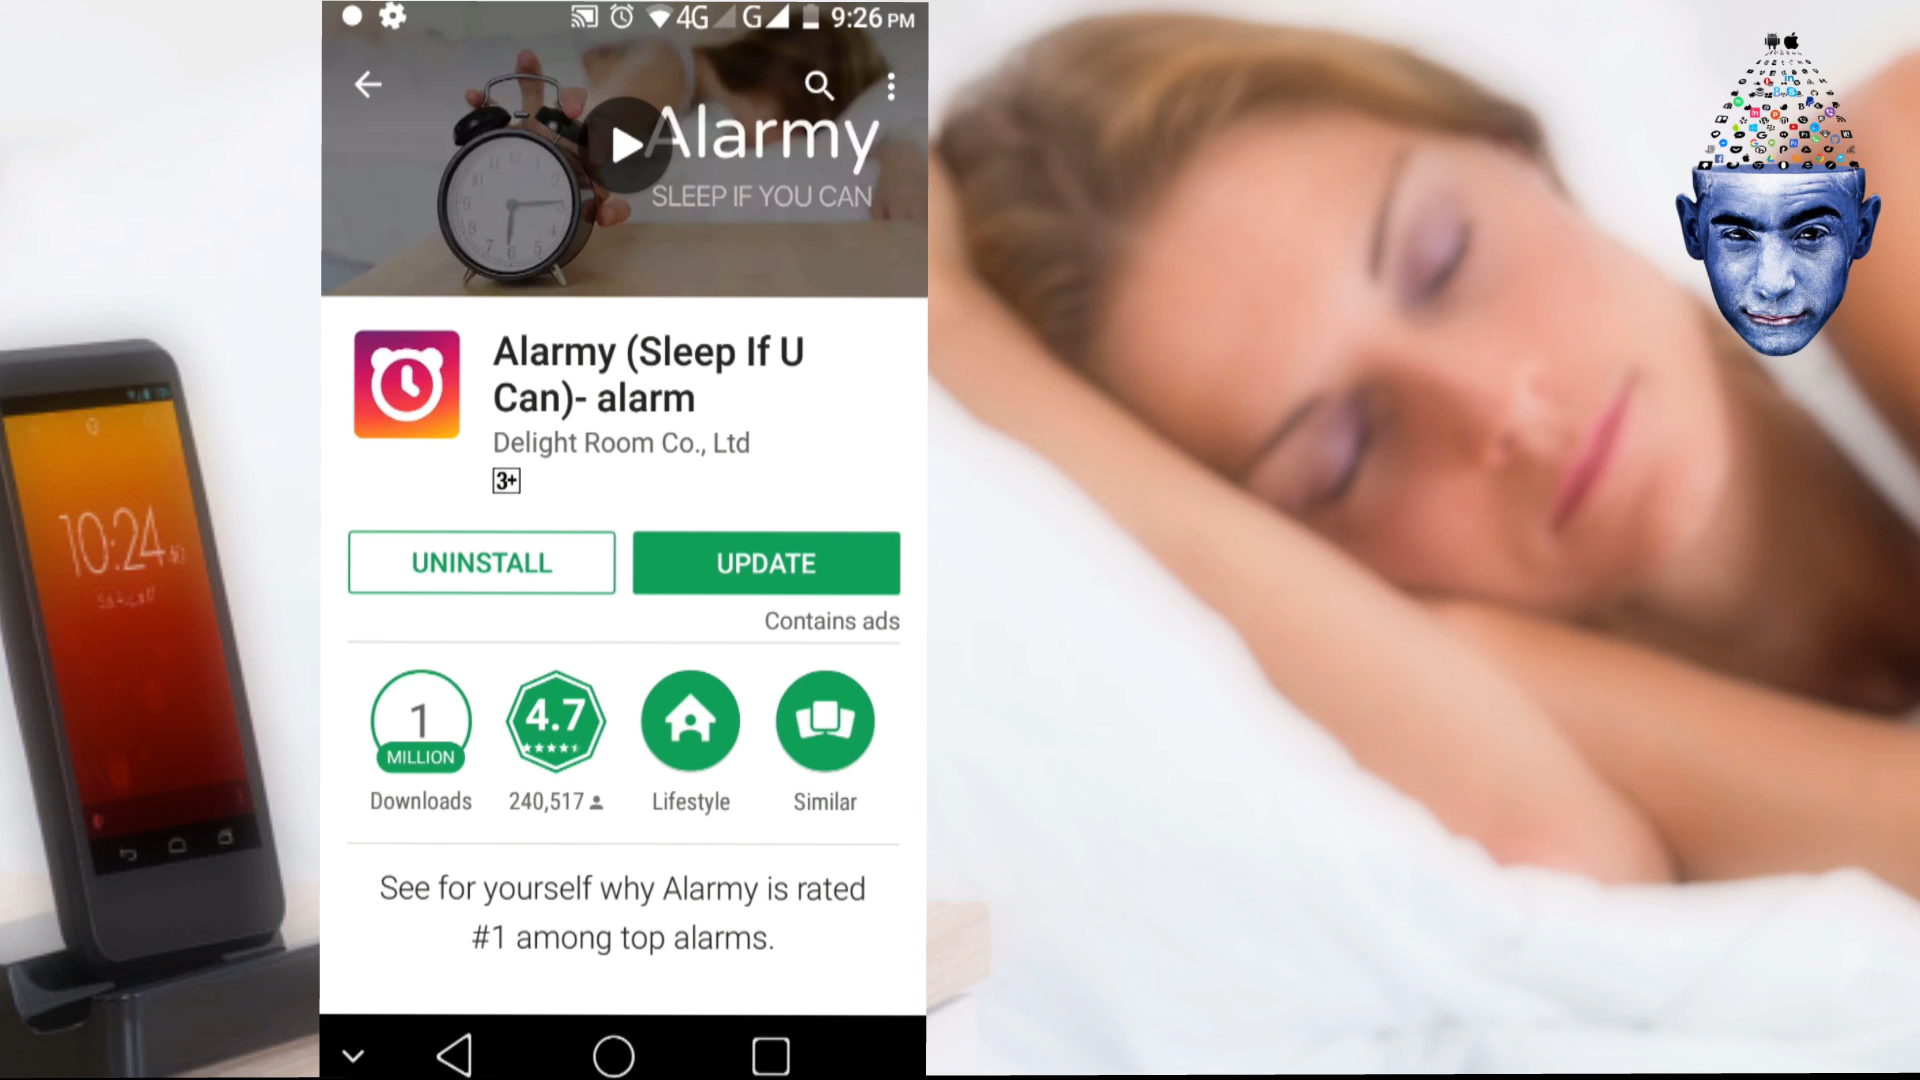 4G G 9:26 PM
Alarmy
SLEEP IF YOU CAN
Alarmy (Sleep If U
Can)- alarm
Delight Room Co., Ltd
3+
UNINSTALL
UPDATE
Contains ads
1
MILLION
4.7
Downloads
240,517
Lifestyle
Similar
See for yourself why Alarmy is rated
#1 among top alarms.
10:24